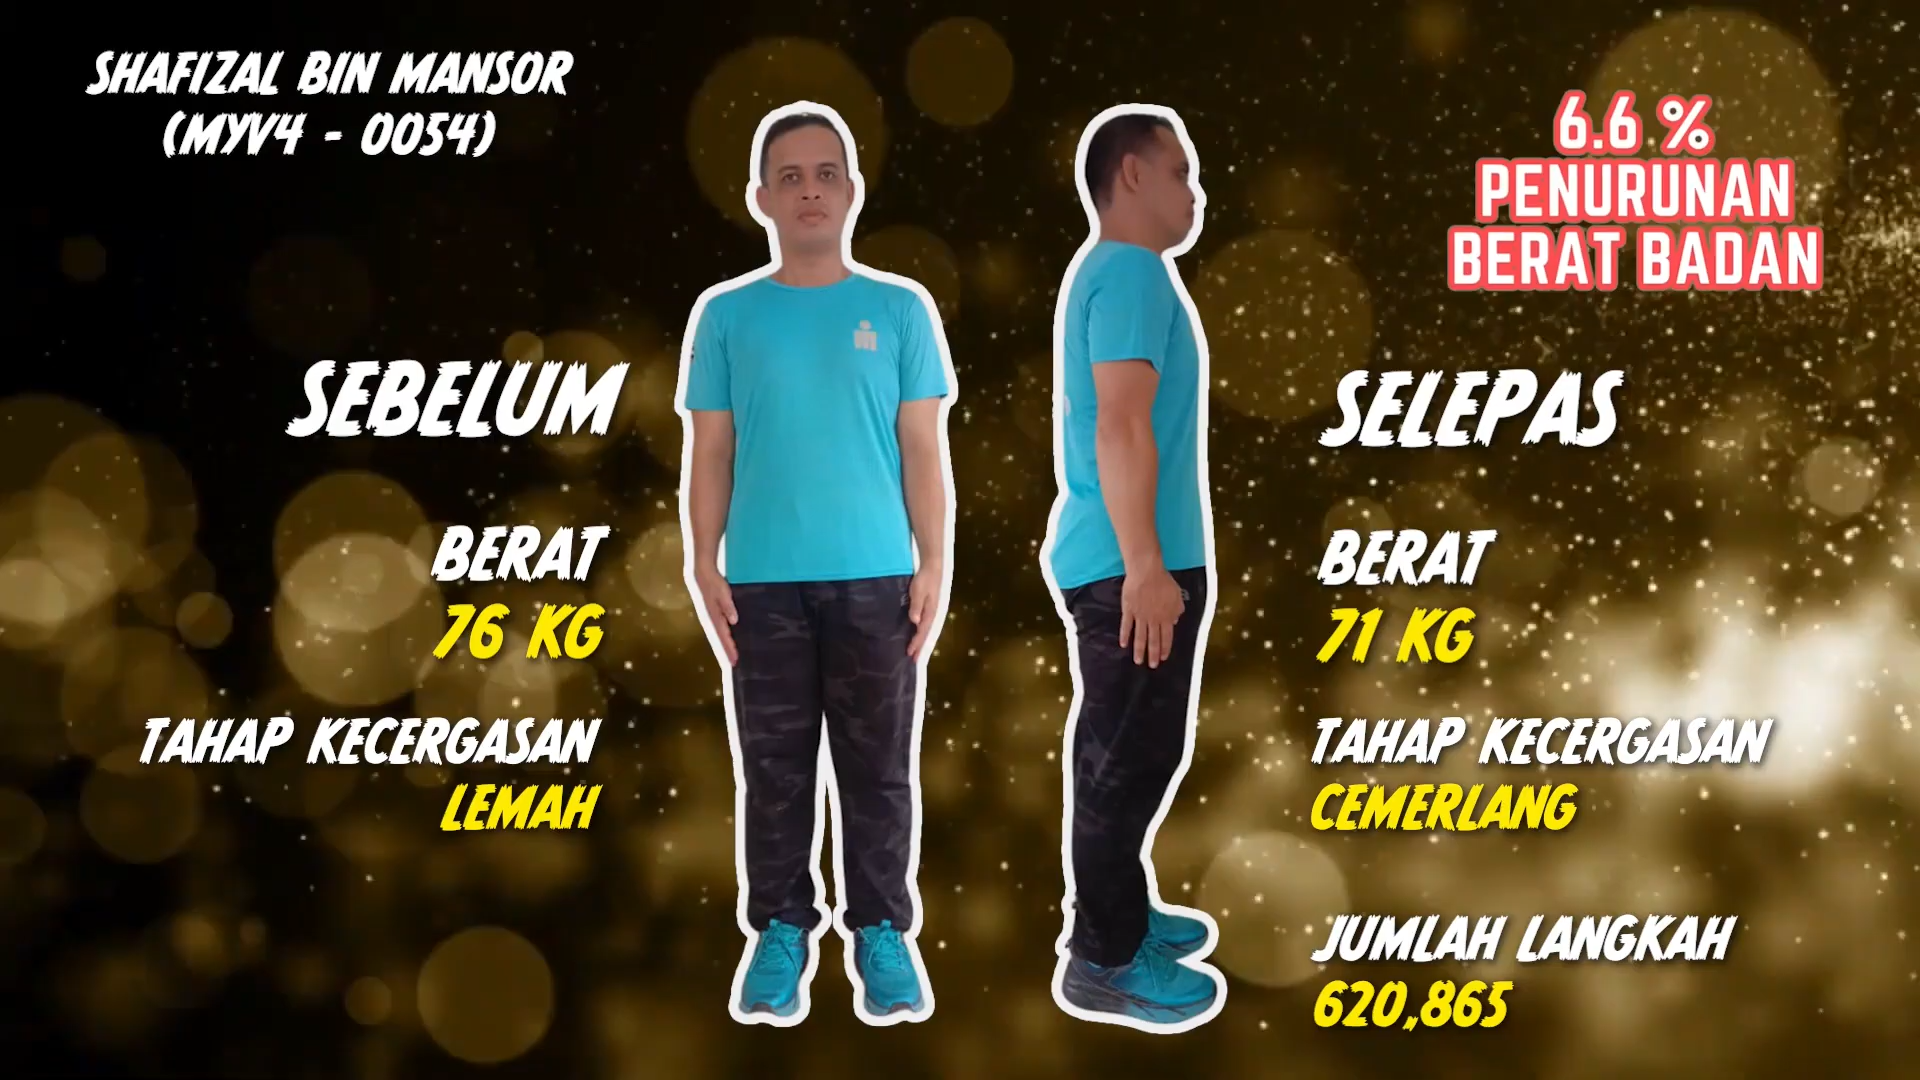 SHAFIZAL BIN MANSOR
(MYV4 - 0054)
6.6 %
PENURUNAN
BERAT BADAN
SEBELUM
BERAT
76 KG
TAHAP KECERGASAN
LEMAH
SELEPAS
BERAT
71 KG
TAHAP KECERGASAN
CEMERLANG
JUMLAH LANGKAH
620,865